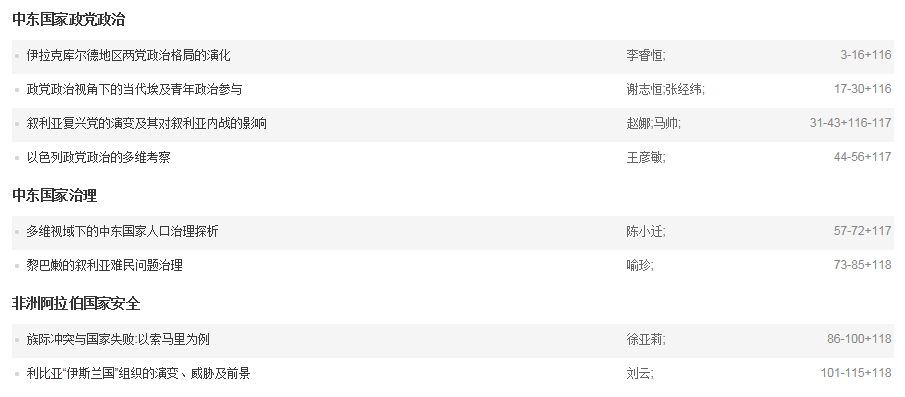 中东国家政党政治
伊拉克库尔德地区两党政治格局的演化 李睿恒; 3-16+116
政党政治视角下的当代埃及青年政治参与 谢志恒;张经纬; 17-30+116
叙利亚复兴党的演变及其对叙利亚内战的影响 赵娜;马帅; 31-43+116-117
以色列政党政治的多维考察 王彦敏; 44-56+117
中东国家治理
多维视域下的中东国家人口治理探析 陈小迁; 57-72+117
黎巴嫩的叙利亚难民问题治理 喻珍; 73-85+118
非洲阿拉伯国家安全
族际冲突与国家失败:以索马里为例 徐亚莉; 86-100+118
利比亚“伊斯兰国”组织的演变、威胁及前景 刘云; 101-115+118